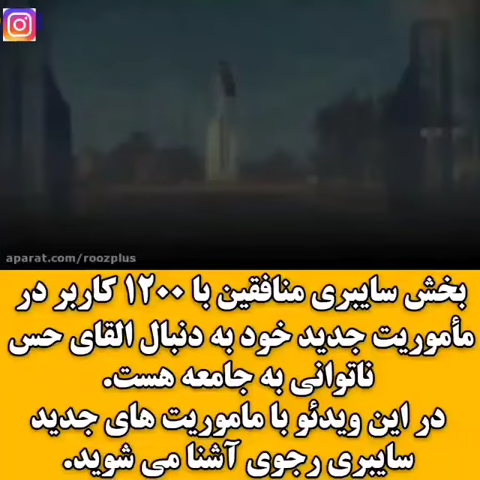 aparat.com/roozplus
بخش سایبری منافقین با ۱۲۰۰ کاربر در
مأموریت جدید خود به دنبال القای حس
ناتوانی به جامعه هست.
در این ویدئو با ماموریت های جدید
سایبری رجوی آشنا می شوید.